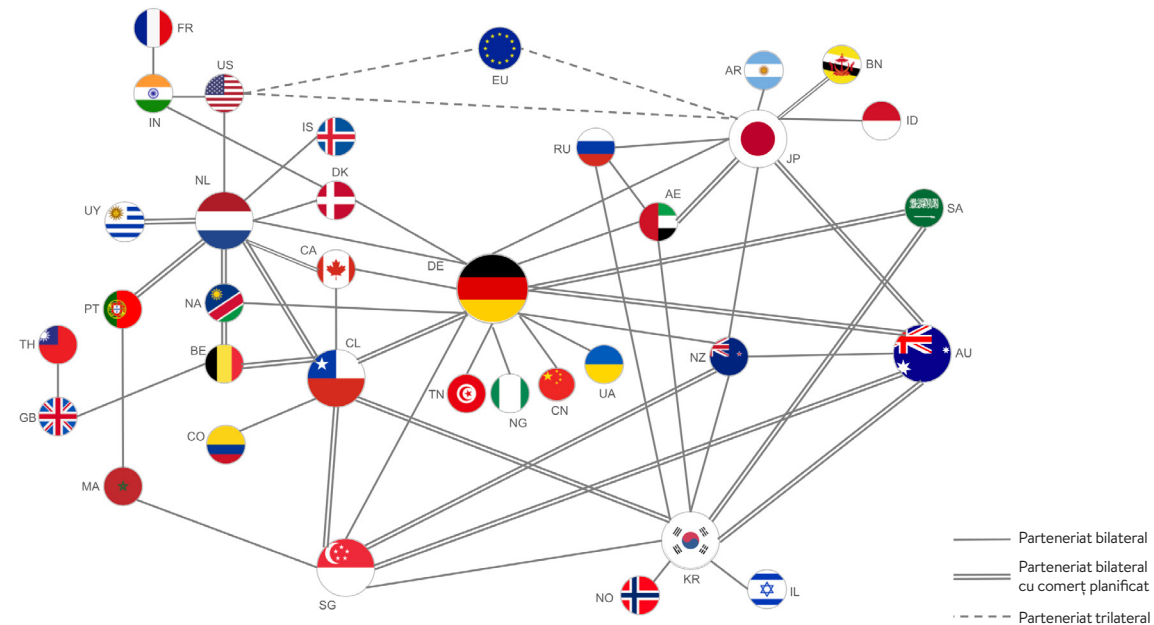 FR
US
EU
AR
BN
IN
ID
IS
RU
JP
DK
NL
AE
UY
SA
CA
DE
PT
NA
TH
BE
CL
NZ
AU
TN
NG
CN
UA
GB
CO
MA
KR
NO
IL
SG
Parteneriat bilateral
Parteneriat bilateral
cu comerț planificat
Parteneriat trilateral